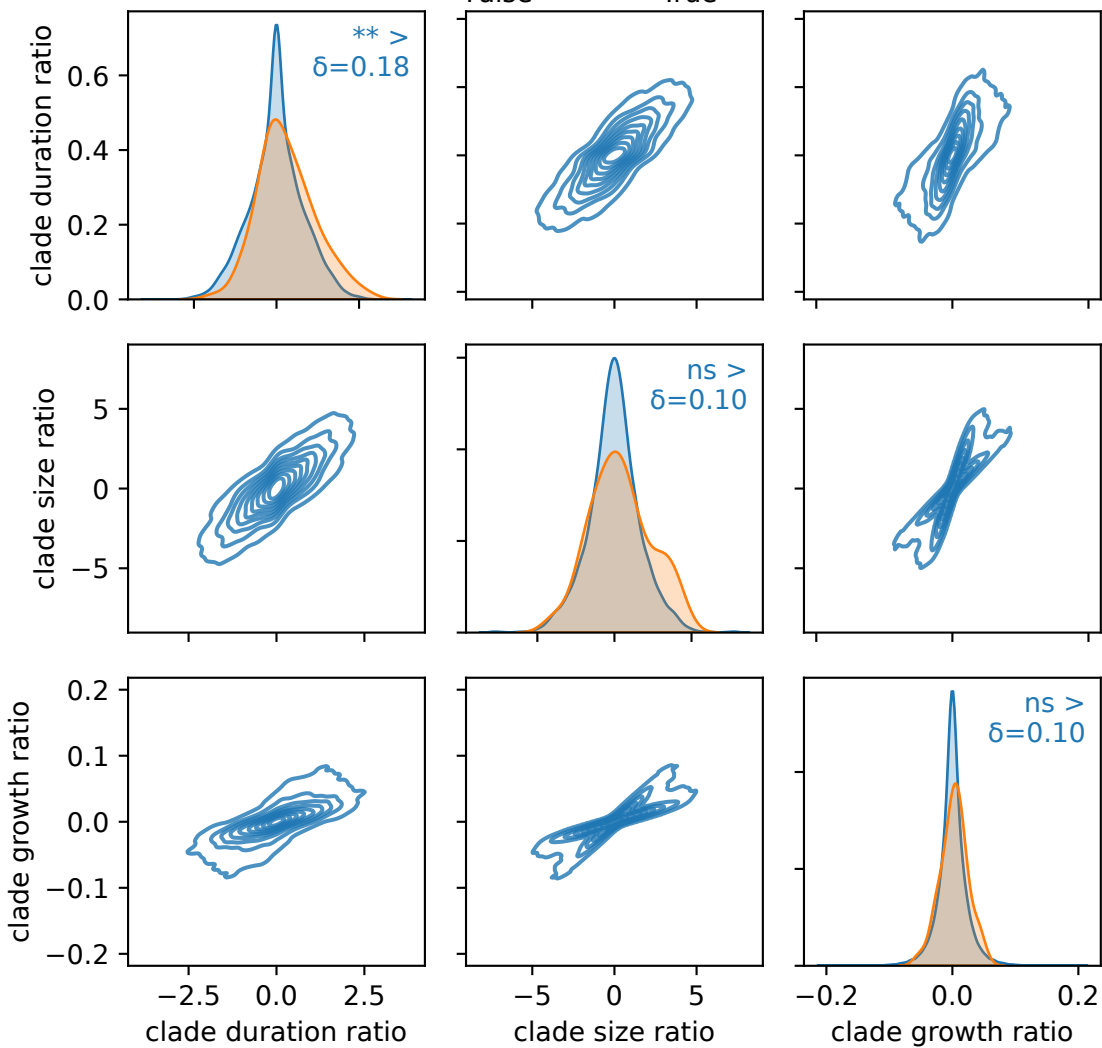 clade duration ratio
0.6
0.4
0.2
0.0
** >
δ=0.18
clade size ratio
5
0
−5
ns >
δ=0.10
clade growth ratio
0.2
0.1
0.0
−0.1
−0.2
ns >
δ=0.10
−2.5 0.0 2.5
clade duration ratio
−5 0 5
clade size ratio
−0.2 0.0 0.2
clade growth ratio